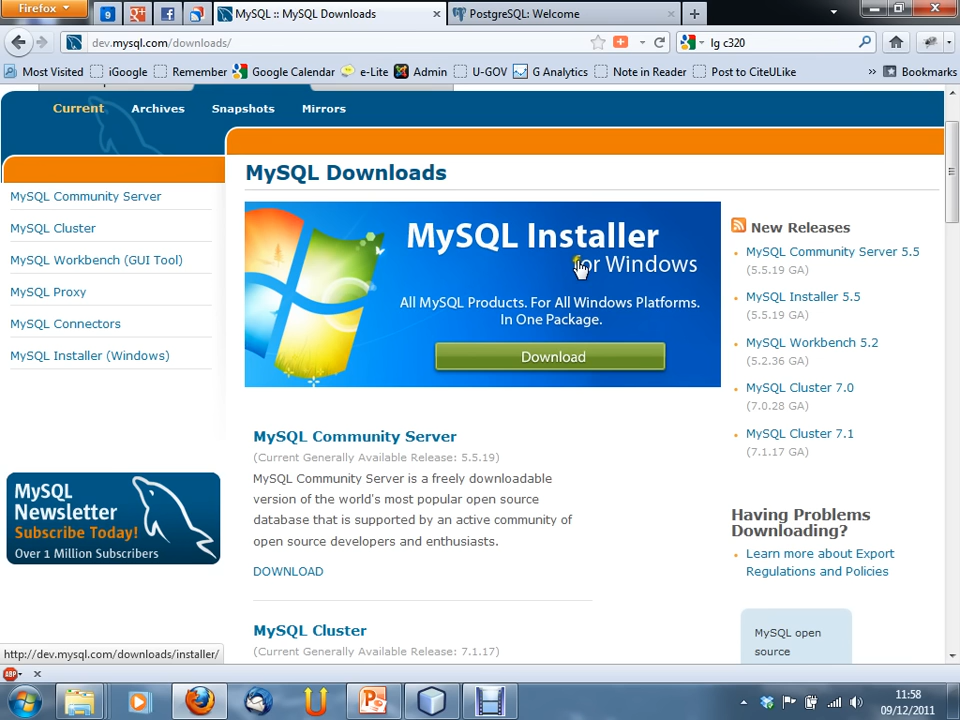 Firefox
9
MySQL :: MySQL Downloads
PostgreSQL: Welcome
dev.mysql.com/downloads/
lg c320
Most Visited
iGoogle
Remember
Google Calendar
e-Lite
Admin
U-GOV
G Analytics
Note in Reader
Post to CiteULike
»
Bookmarks
Current
Archives
Snapshots
Mirrors
MySQL Community Server
MySQL Cluster
MySQL Workbench (GUI Tool)
MySQL Proxy
MySQL Connectors
MySQL Installer (Windows)
MySQL
Newsletter
Subscribe Today!
Over 1 Million Subscribers
MySQL Downloads
MySQL Installer
for Windows
All MySQL Products. For All Windows Platforms.
In One Package.
Download
MySQL Community Server
(Current Generally Available Release: 5.5.19)
MySQL Community Server is a freely downloadable
version of the world's most popular open source
database that is supported by an active community of
open source developers and enthusiasts.
DOWNLOAD
MySQL Cluster
(Current Generally Available Release: 7.1.17)
New Releases
MySQL Community Server 5.5
(5.5.19 GA)
MySQL Installer 5.5
(5.5.19 GA)
MySQL Workbench 5.2
(5.2.36 GA)
MySQL Cluster 7.0
(7.0.28 GA)
MySQL Cluster 7.1
(7.1.17 GA)
Having Problems
Downloading?
Learn more about Export
Regulations and Policies
MySQL open
source
http://dev.mysql.com/downloads/installer/
ABP
11:58
09/12/2011